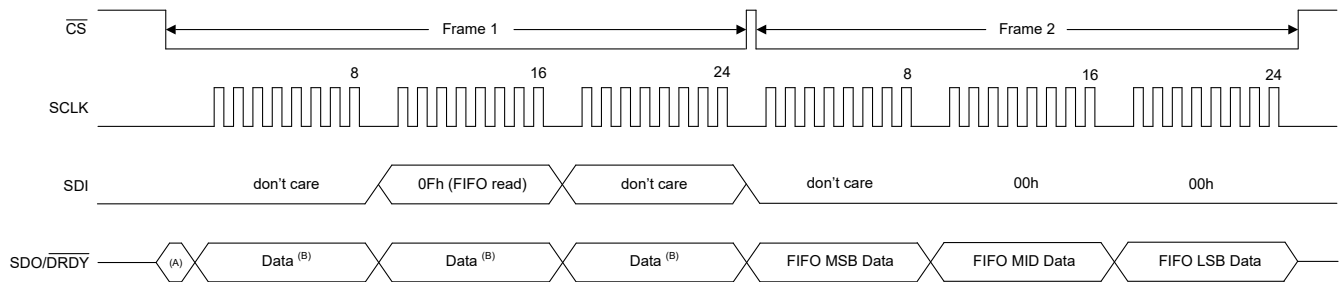 CS
Frame 1
Frame 2
8
16
24
8
16
24
SCLK
SDI
don't care
0Fh (FIFO read)
don't care
don't care
00h
00h
SDO/DRDY
(A)
Data (B)
Data (B)
Data (B)
FIFO MSB Data
FIFO MID Data
FIFO LSB Data